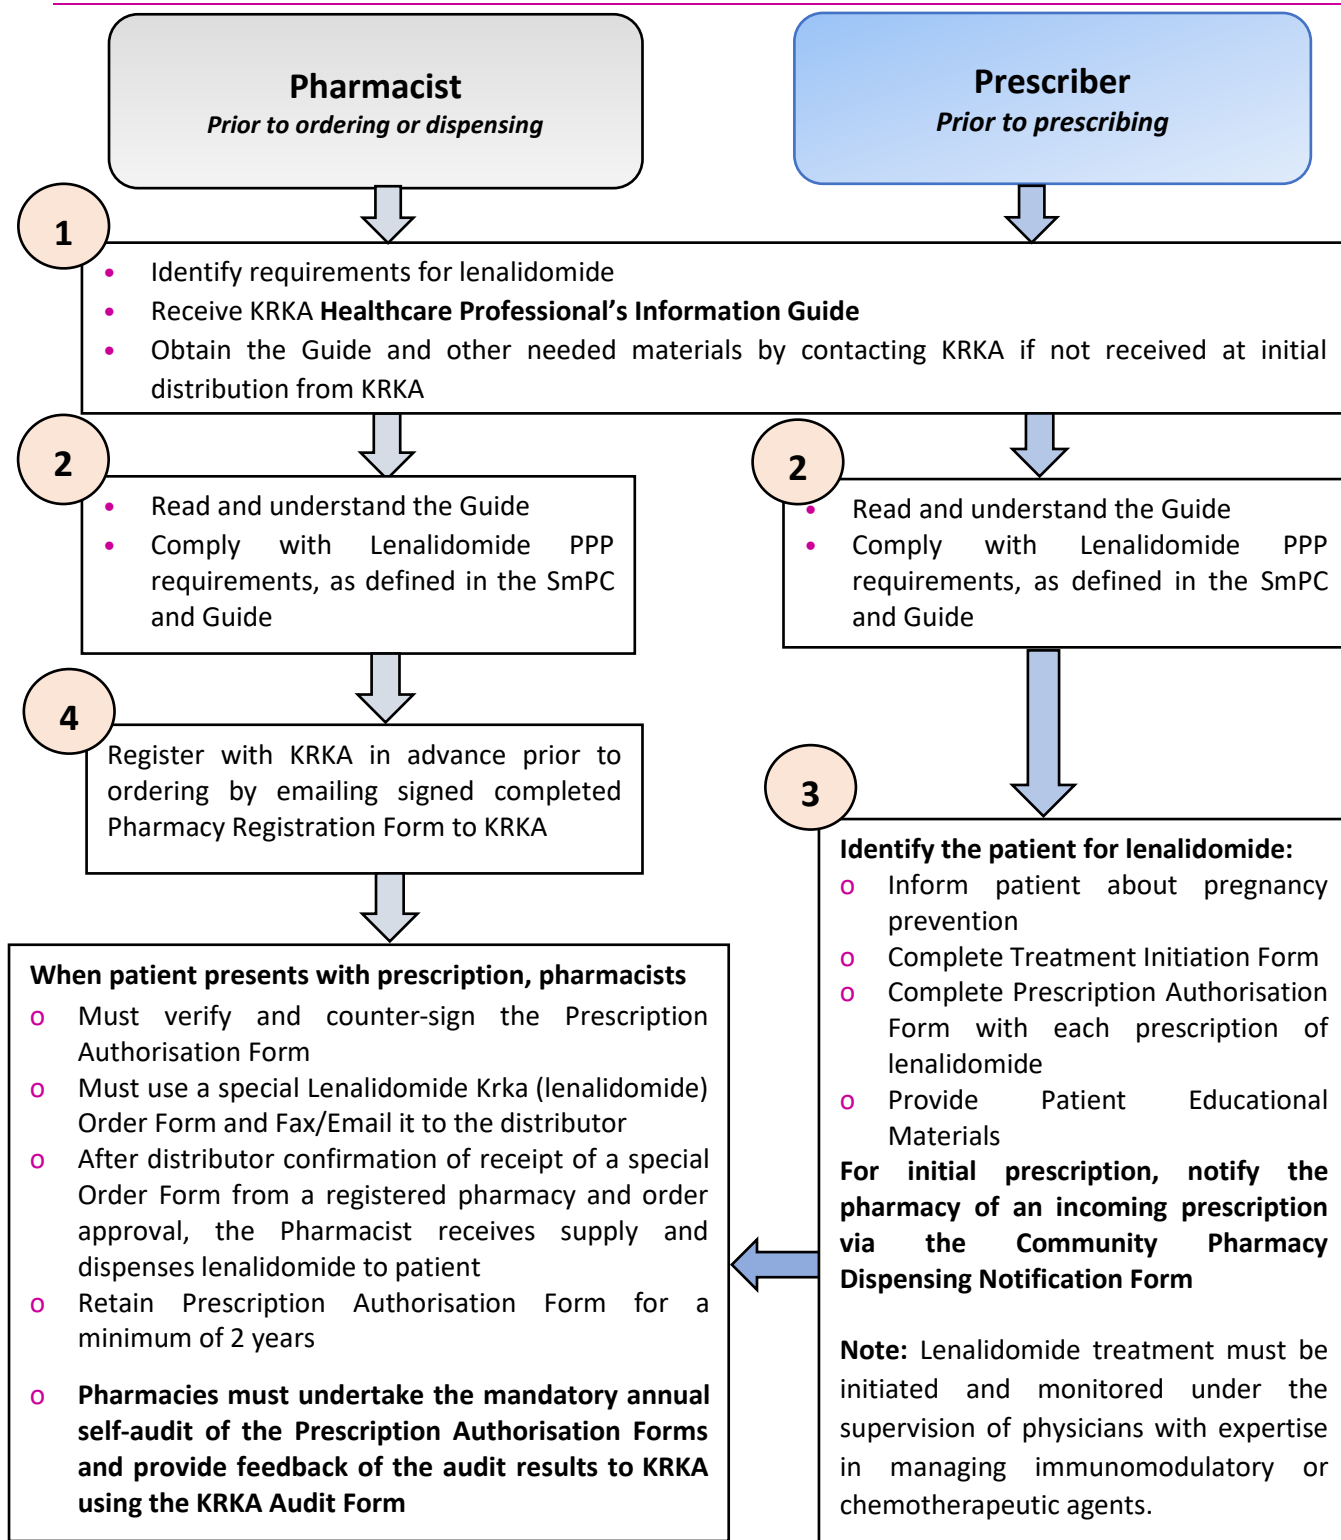 Pharmacist
Prior to ordering or dispensing
Prescriber
Prior to prescribing
1
• Identify requirements for lenalidomide
• Receive KRKA Healthcare Professional's Information Guide
• Obtain the Guide and other needed materials by contacting KRKA if not received at initial
distribution from KRKA
2
• Read and understand the Guide
• Comply with Lenalidomide PPP
requirements, as defined in the SmPC
and Guide
2
• Read and understand the Guide
• Comply with Lenalidomide PPP
requirements, as defined in the SmPC
and Guide
4
Register with KRKA in advance prior to
ordering by emailing signed completed
Pharmacy Registration Form to KRKA
3
Identify the patient for lenalidomide:
o Inform patient about pregnancy
prevention
o Complete Treatment Initiation Form
o Complete Prescription Authorisation
Form with each prescription of
lenalidomide
o Provide Patient Educational
Materials
For initial prescription, notify the
pharmacy of an incoming prescription
via the Community Pharmacy
Dispensing Notification Form
Note: Lenalidomide treatment must be
initiated and monitored under the
supervision of physicians with expertise
in managing immunomodulatory or
chemotherapeutic agents.
When patient presents with prescription, pharmacists
o Must verify and counter-sign the Prescription
Authorisation Form
o Must use a special Lenalidomide Krka (lenalidomide)
Order Form and Fax/Email it to the distributor
o After distributor confirmation of receipt of a special
Order Form from a registered pharmacy and order
approval, the Pharmacist receives supply and
dispenses lenalidomide to patient
o Retain Prescription Authorisation Form for a
minimum of 2 years
o Pharmacies must undertake the mandatory annual
self-audit of the Prescription Authorisation Forms
and provide feedback of the audit results to KRKA
using the KRKA Audit Form